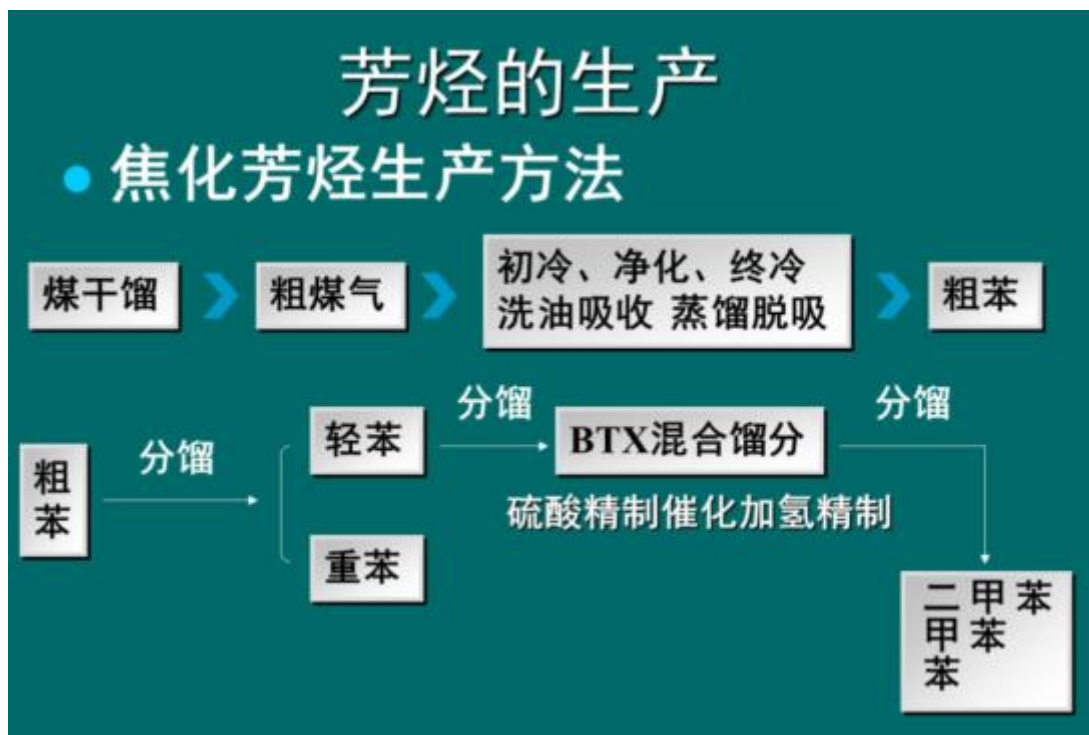 芳烃的生产
焦化芳烃生产方法
煤干馏
粗煤气
初冷、净化、终冷
洗油吸收 蒸馏脱吸
粗苯
粗
苯
分馏
轻苯
重苯
分馏
BTX混合馏分
硫酸精制催化加氢精制
分馏
二甲苯
甲苯
苯